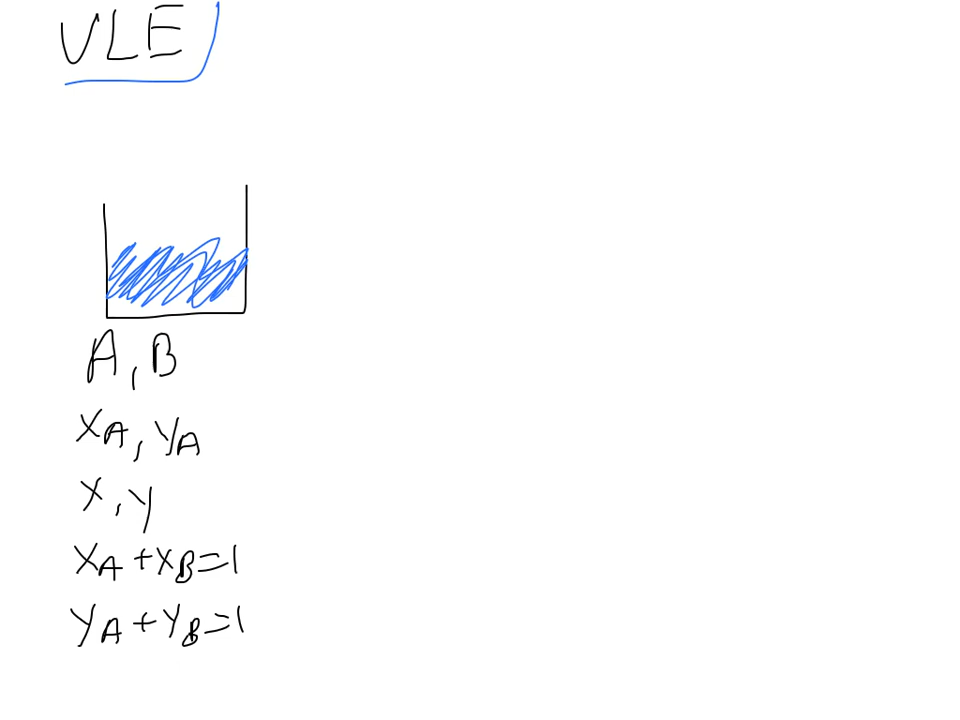 VLE
A, B
XA, YA
X, Y
XA + XB = 1
YA + YB = 1